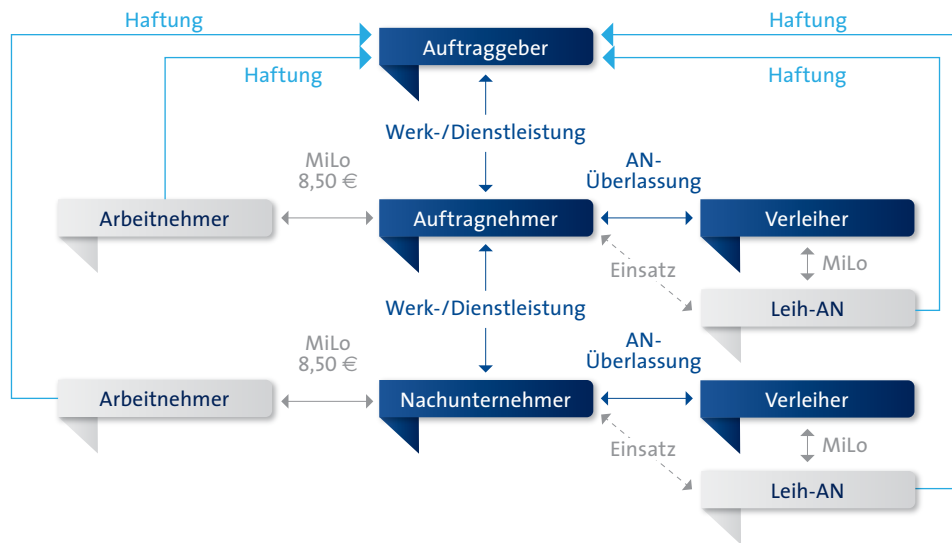 Haftung
Haftung
Auftraggeber
Haftung
Haftung
Werk-/Dienstleistung
MiLo
8,50 €
AN-
Überlassung
Arbeitnehmer
Auftragnehmer
Verleiher
Einsatz
MiLo
Leih-AN
Werk-/Dienstleistung
MiLo
8,50 €
AN-
Überlassung
Arbeitnehmer
Nachunternehmer
Verleiher
Einsatz
MiLo
Leih-AN